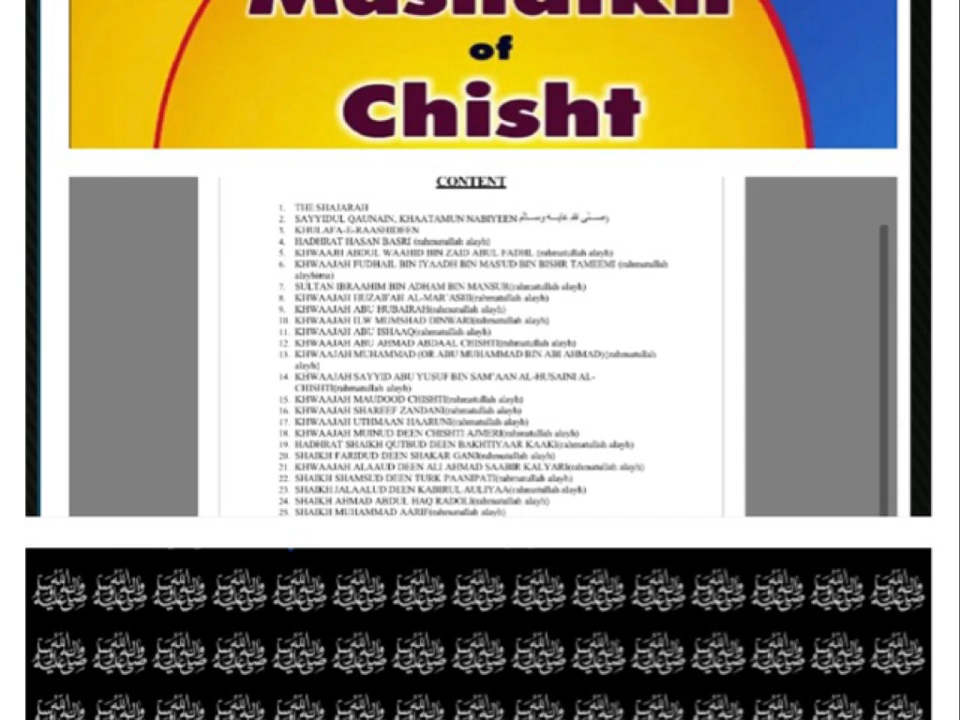 Mashaikh
of
Chisht
CONTENT
1. THE SHAJARAH
2. SAYYIDUL QAUNAIN, KHAATAMUN NABIYEEN صلى الله عليه وسلم)
3. KHULAFA-E-RAASHIDEEN
4. HADHRAT HASAN BASRI (rahmatullah alayh)
5. KHWAAJAH ABDUL WAAHID BIN ZAID ABUL FADHL (rahmatullah alayh)
6. KHWAAJAH FUDHAIL BIN IYAADH BIN MAS'UD BIN BISHR TAMEEMI (rahmatullah
alayhima)
7. SULTAN IBRAAHIM BIN ADHAM BIN MANSUR(rahmatullah alayh)
8. KHWAAJAH HUZAIFAH AL-MAR'ASHI(rahmatullah alayh)
9. KHWAAJAH ABU HUBAIRAH(rahmatullah alayh)
10. KHWAAJAH ILW MUMSHAD DINWARI(rahmatullah alayh)
11. KHWAAJAH ABU ISHAAQ(rahmatullah alayh)
12. KHWAAJAH ABU AHMAD ABDAAL CHISHTI(rahmatullah alayh)
13. KHWAAJAH MUHAMMAD (OR ABU MUHAMMAD BIN ABI AHMAD)(rahmatullah
alayh)
14. KHWAAJAH SAYYID ABU YUSUF BIN SAM'AAN AL-HUSAINI AL-
CHISHTI(rahmatullah alayh)
15. KHWAAJAH MAUDOOD CHISHTI(rahmatullah alayh)
16. KHWAAJAH SHAREEF ZANDANI(rahmatullah alayh)
17. KHWAAJAH UTHMAAN HAARUNI(rahmatullah alayh)
18. KHWAAJAH MUINUD DEEN CHISHTI AJMERI(rahmatullah alayh)
19. HADHRAT SHAIKH QUTBUD DEEN BAKHTIYAAR KAAKI(rahmatullah alayh)
20. SHAIKH FARIDUD DEEN SHAKAR GANJ(rahmatullah alayh)
21. KHWAAJAH ALAAUD DEEN ALI AHMAD SAABIR KALYARI(rahmatullah alayh)
22. SHAIKH SHAMSUD DEEN TURK PAANIPATI(rahmatullah alayh)
23. SHAIKH JALAALUD DEEN KABIRUL AULIYAA(rahmatullah alayh)
24. SHAIKH AHMAD ABDUL HAQ RADOLI(rahmatullah alayh)
25. SHAIKH MUHAMMAD AARIF(rahmatullah alayh)